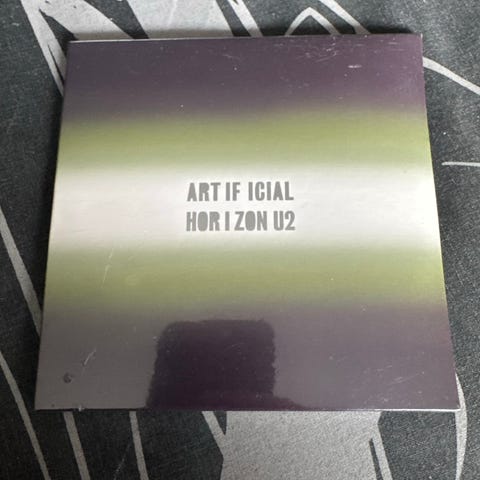 ART IF ICIAL
HOR I ZON U2